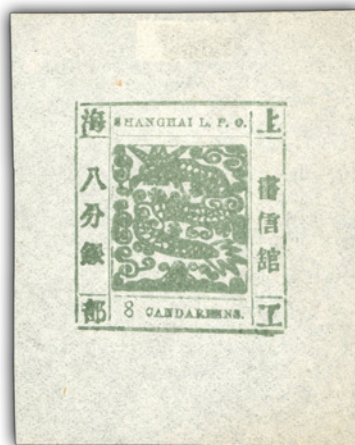 上
海
SHANGHAI L. P. O.
書信館
八分銀
工
部
8 CANDAREENS.